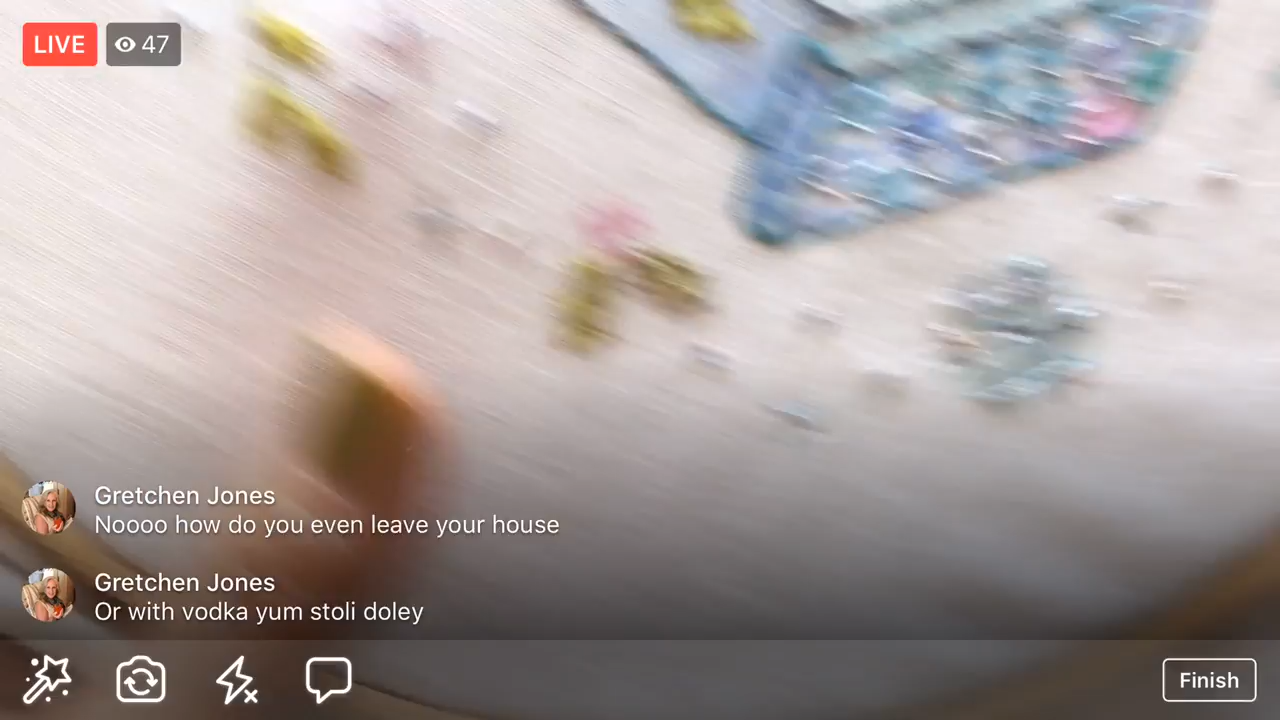 LIVE 47
Gretchen Jones
Noooo how do you even leave your house
Gretchen Jones
Or with vodka yum stoli doley
Finish